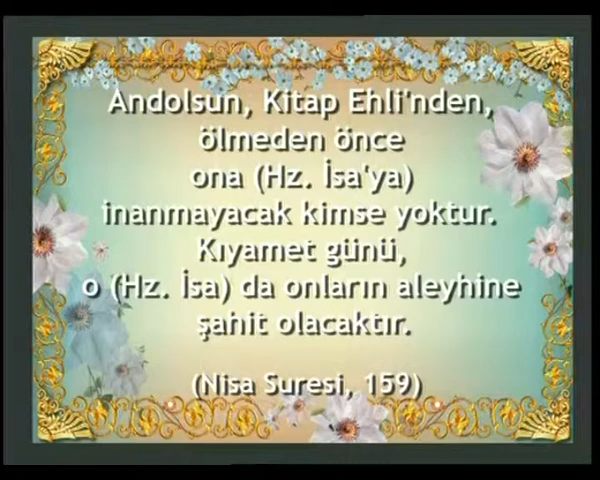 Andolsun, Kitap Ehli'nden,
ölmeden önce
ona (Hz. İsa'ya)
inanmayacak kimse yoktur.
Kıyamet günü,
o (Hz. İsa) da onların aleyhine
şahit olacaktır.
(Nisa Suresi, 159)